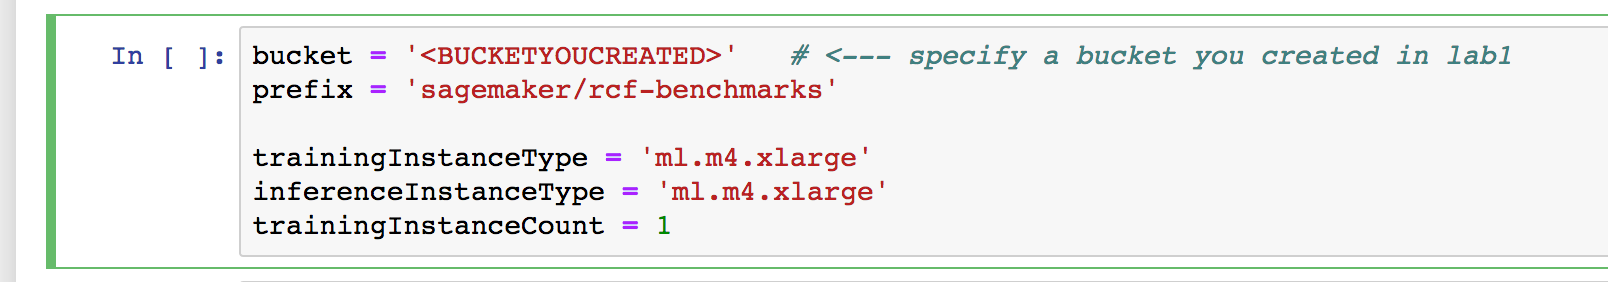 In [ ]: bucket = '<BUCKETYOUCREATED>'   # <--- specify a bucket you created in lab1
prefix = 'sagemaker/rcf-benchmarks'
trainingInstanceType = 'ml.m4.xlarge'
inferenceInstanceType = 'ml.m4.xlarge'
trainingInstanceCount = 1